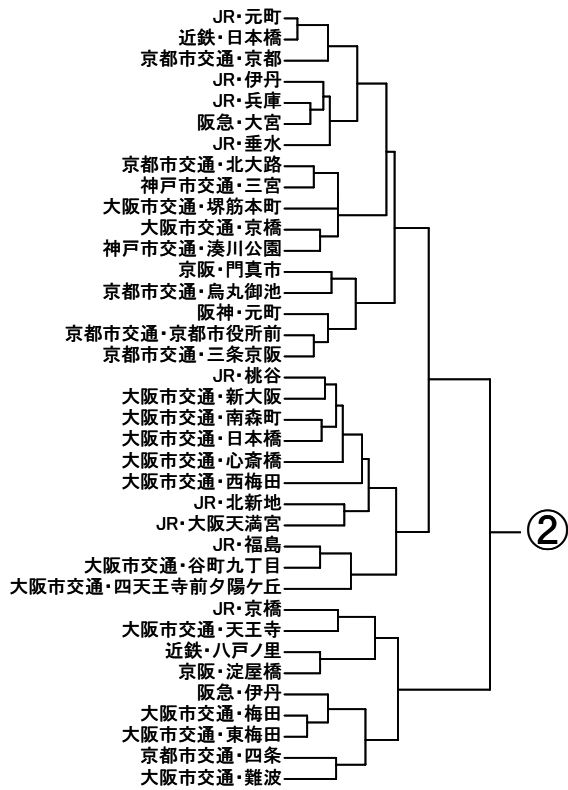 JR・元町
近鉄・日本橋
京都市交通・京都
JR・伊丹
JR・兵庫
阪急・大宮
JR・垂水
京都市交通・北大路
神戸市交通・三宮
大阪市交通・堺筋本町
大阪市交通・京橋
神戸市交通・湊川公園
京阪・門真市
京都市交通・烏丸御池
阪神・元町
京都市交通・京都市役所前
京都市交通・三条京阪
JR・桃谷
大阪市交通・新大阪
大阪市交通・南森町
大阪市交通・日本橋
大阪市交通・心斎橋
大阪市交通・西梅田
JR・北新地
JR・大阪天満宮
JR・福島
大阪市交通・谷町九丁目
大阪市交通・四天王寺前夕陽ケ丘
JR・京橋
大阪市交通・天王寺
近鉄・八戸ノ里
京阪・淀屋橋
阪急・伊丹
大阪市交通・梅田
大阪市交通・東梅田
京都市交通・四条
大阪市交通・難波
②